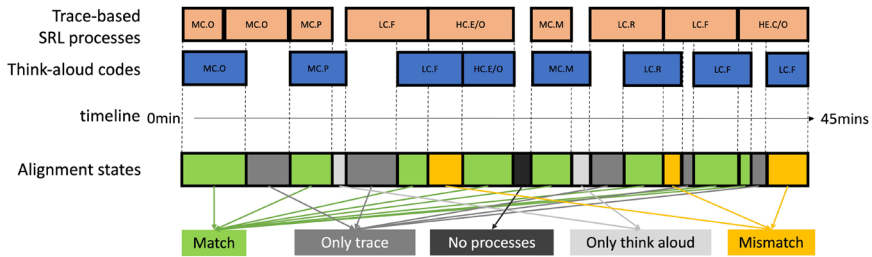 Trace-based
SRL processes
MC.O MC.O MC.P LC.F HC.E/O MC.M LC.R LC.F HE.C/O
Think-aloud codes
MC.O MC.P LC.F HC.E/O MC.M LC.R LC.F LC.F
timeline 0min 45mins
Alignment states
Match Only trace No processes Only think aloud Mismatch